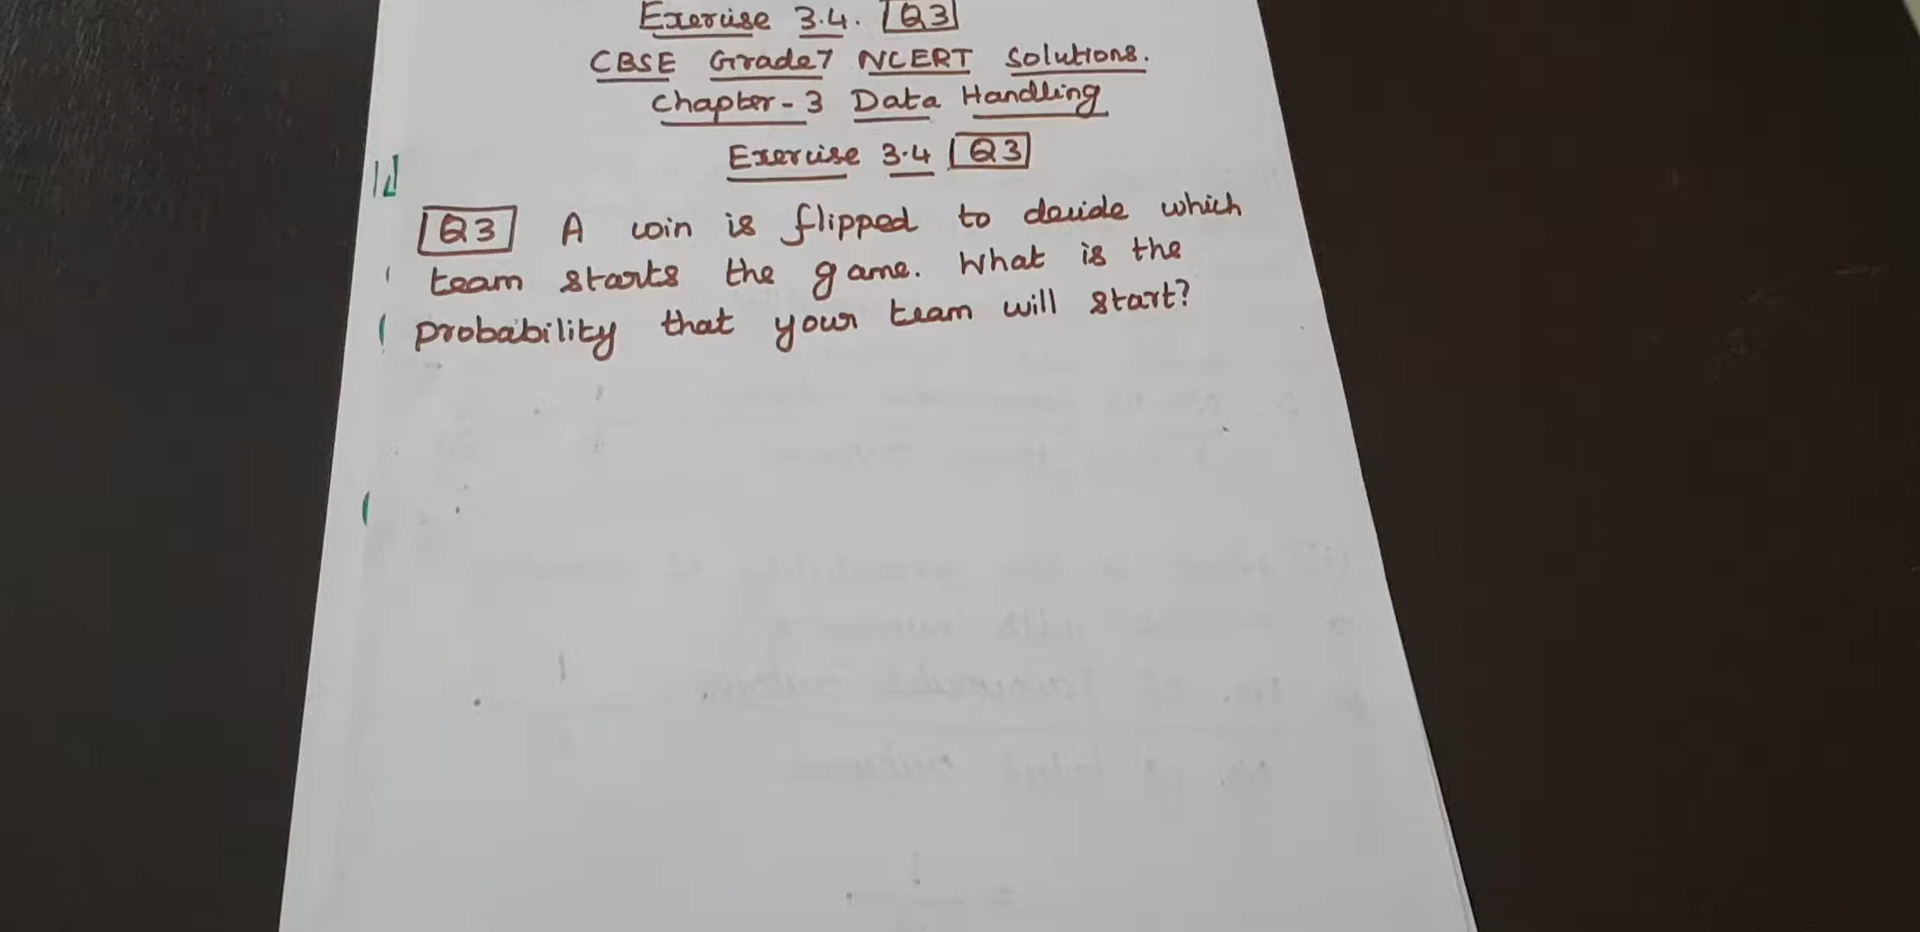 Exercise 3.4. Q3
CBSE Grade7 NCERT Solutions.
Chapter-3 Data Handling
Exercise 3.4 Q3
Q3 A coin is flipped to decide which
team starts the game. What is the
probability that your team will start?